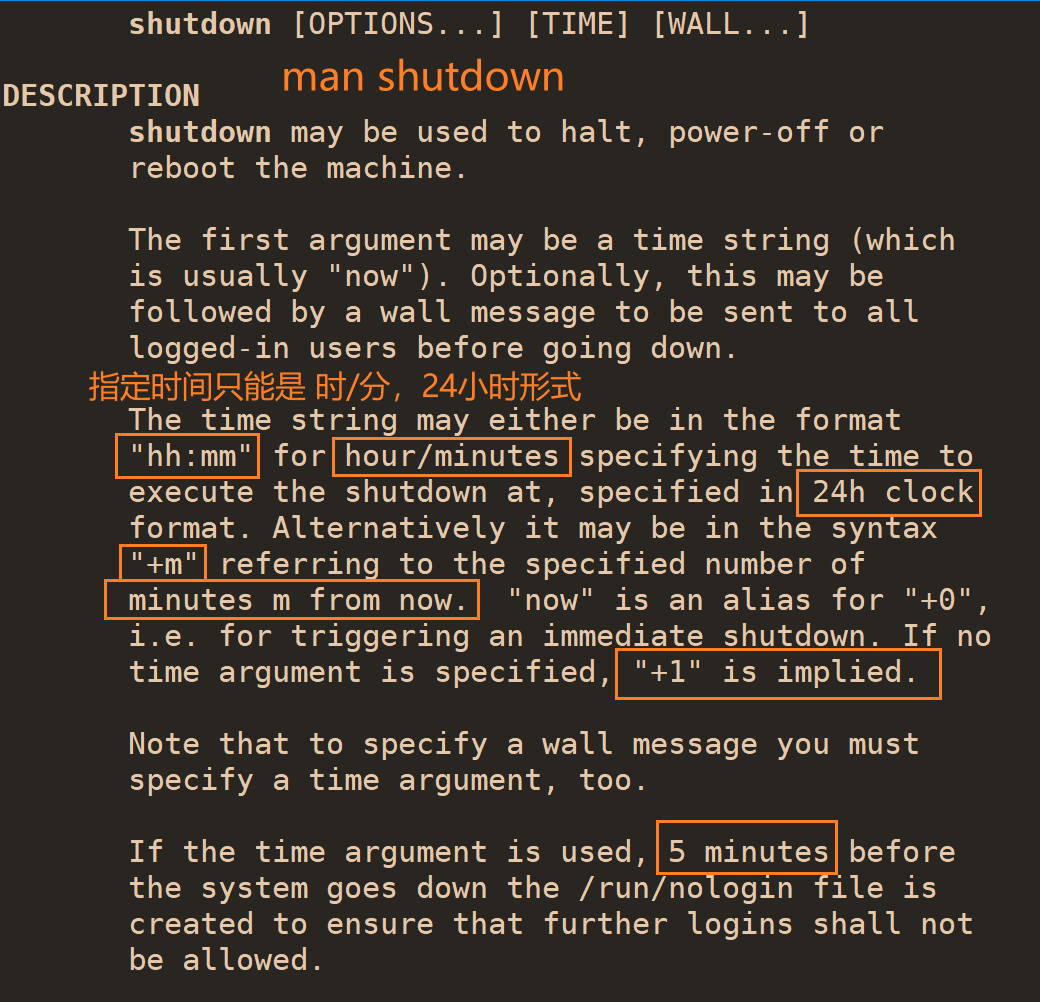 shutdown [OPTIONS...] [TIME] [WALL...]
man shutdown
DESCRIPTION
shutdown may be used to halt, power-off or
reboot the machine.
The first argument may be a time string (which
is usually "now"). Optionally, this may be
followed by a wall message to be sent to all
logged-in users before going down.
指定时间只能是 时/分，24小时形式
The time string may either be in the format
"hh:mm" for hour/minutes specifying the time to
execute the shutdown at, specified in 24h clock
format. Alternatively it may be in the syntax
"+m" referring to the specified number of
minutes m from now. "now" is an alias for "+0",
i.e. for triggering an immediate shutdown. If no
time argument is specified, "+1" is implied.
Note that to specify a wall message you must
specify a time argument, too.
If the time argument is used, 5 minutes before
the system goes down the /run/nologin file is
created to ensure that further logins shall not
be allowed.